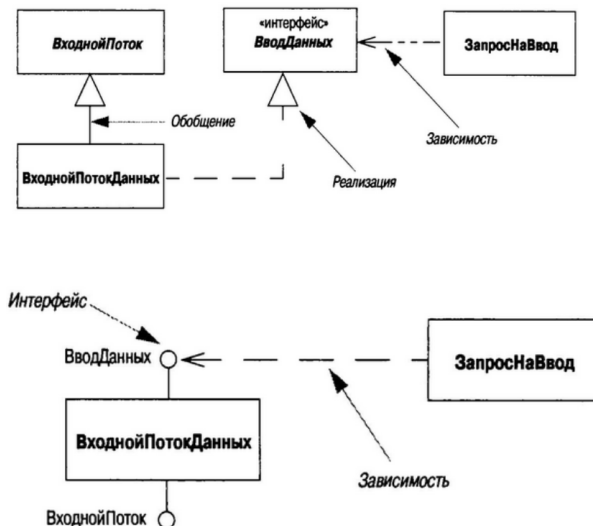 ВходнойПоток
«интерфейс»
ВводДанных
ЗапросНаВвод
Обобщение
Зависимость
ВходнойПотокДанных
Реализация
Интерфейс
ВводДанных
ЗапросНаВвод
ВходнойПотокДанных
Зависимость
ВходнойПоток